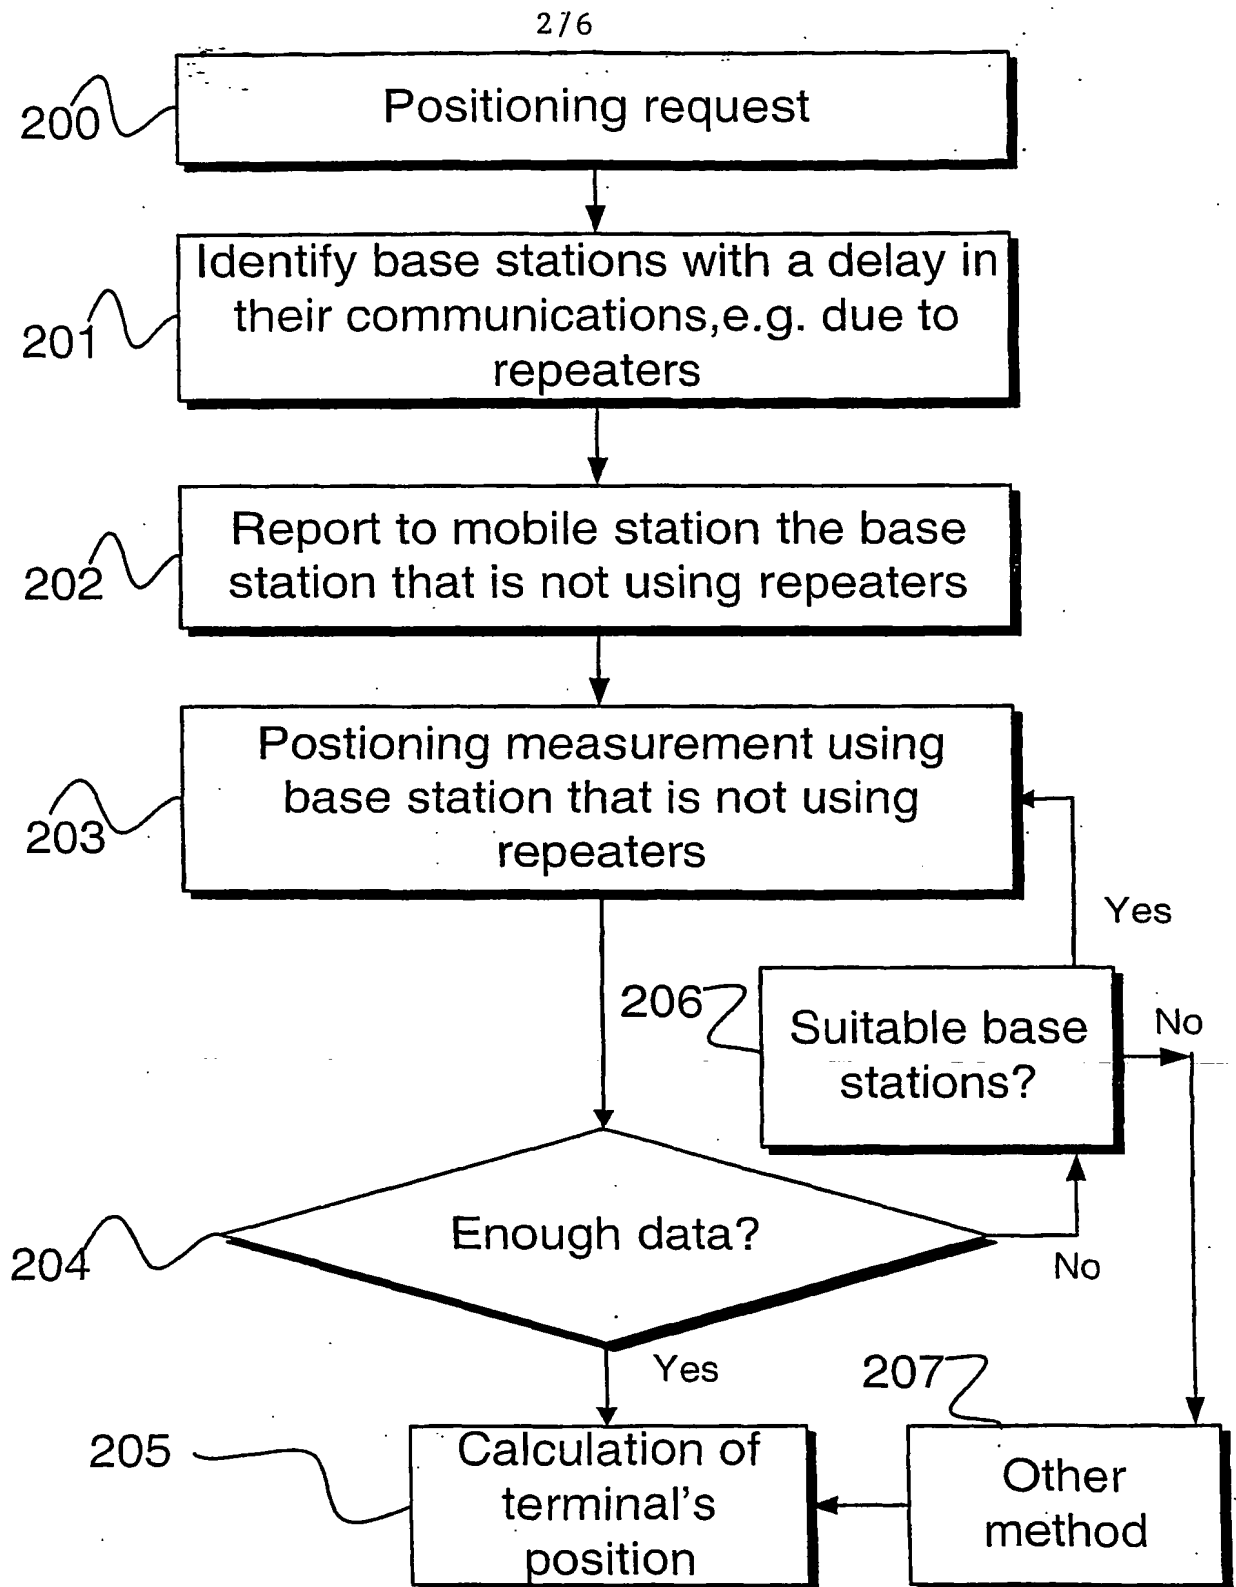 2/6
Positioning request
200
Identify base stations with a delay in
their communications,e.g. due to
repeaters
201
Report to mobile station the base
station that is not using repeaters
202
Postioning measurement using
base station that is not using
repeaters
203
Yes
206
Suitable base
stations?
No
Enough data?
204
No
Yes
207
205
Calculation of
terminal's
position
Other
method